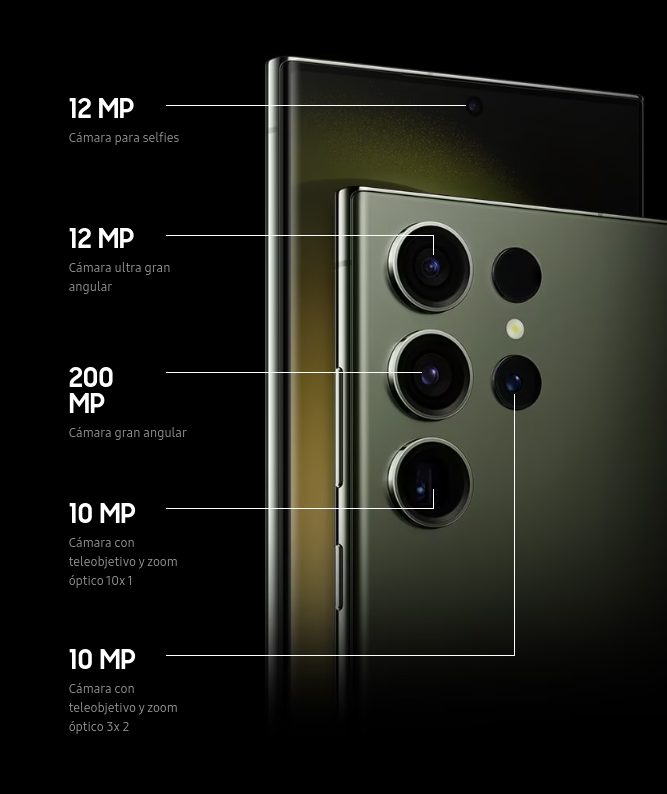 12 MP
Cámara para selfies
12 MP
Cámara ultra gran
angular
200
MP
Cámara gran angular
10 MP
Cámara con
teleobjetivo y zoom
óptico 10x 1
10 MP
Cámara con
teleobjetivo y zoom
óptico 3x 2